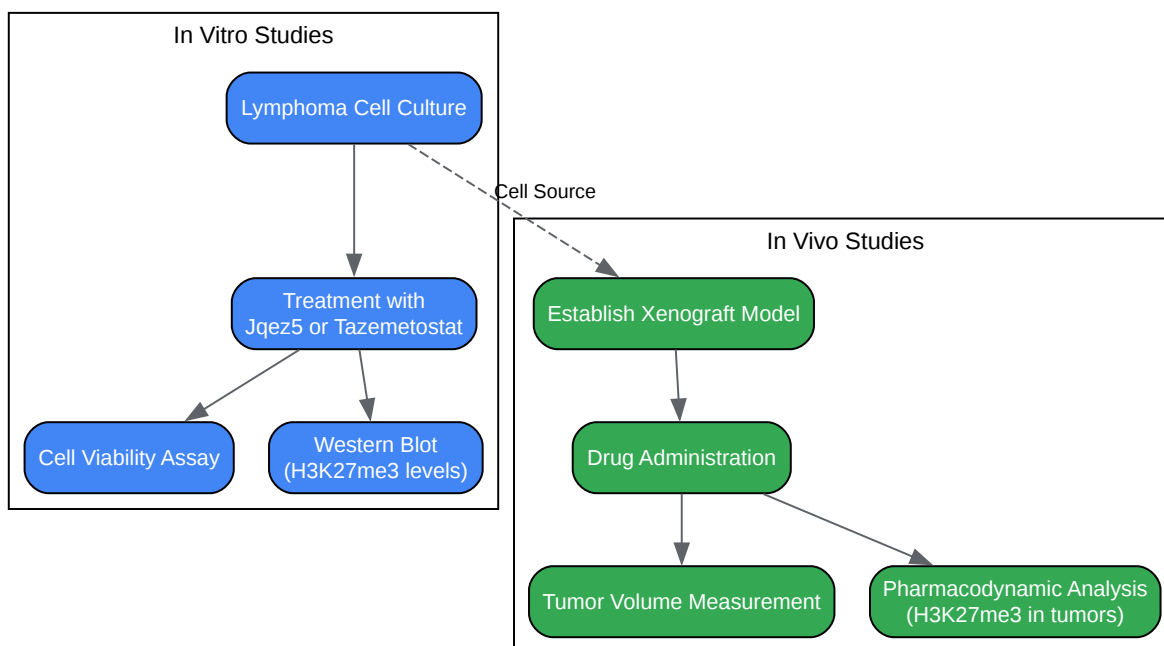 In Vitro Studies
Lymphoma Cell Culture
Cell Source
In Vivo Studies
Treatment with
Jqez5 or Tazemetostat
Establish Xenograft Model
Cell Viability Assay
Western Blot
(H3K27me3 levels)
Drug Administration
Tumor Volume Measurement
Pharmacodynamic Analysis
(H3K27me3 in tumors)